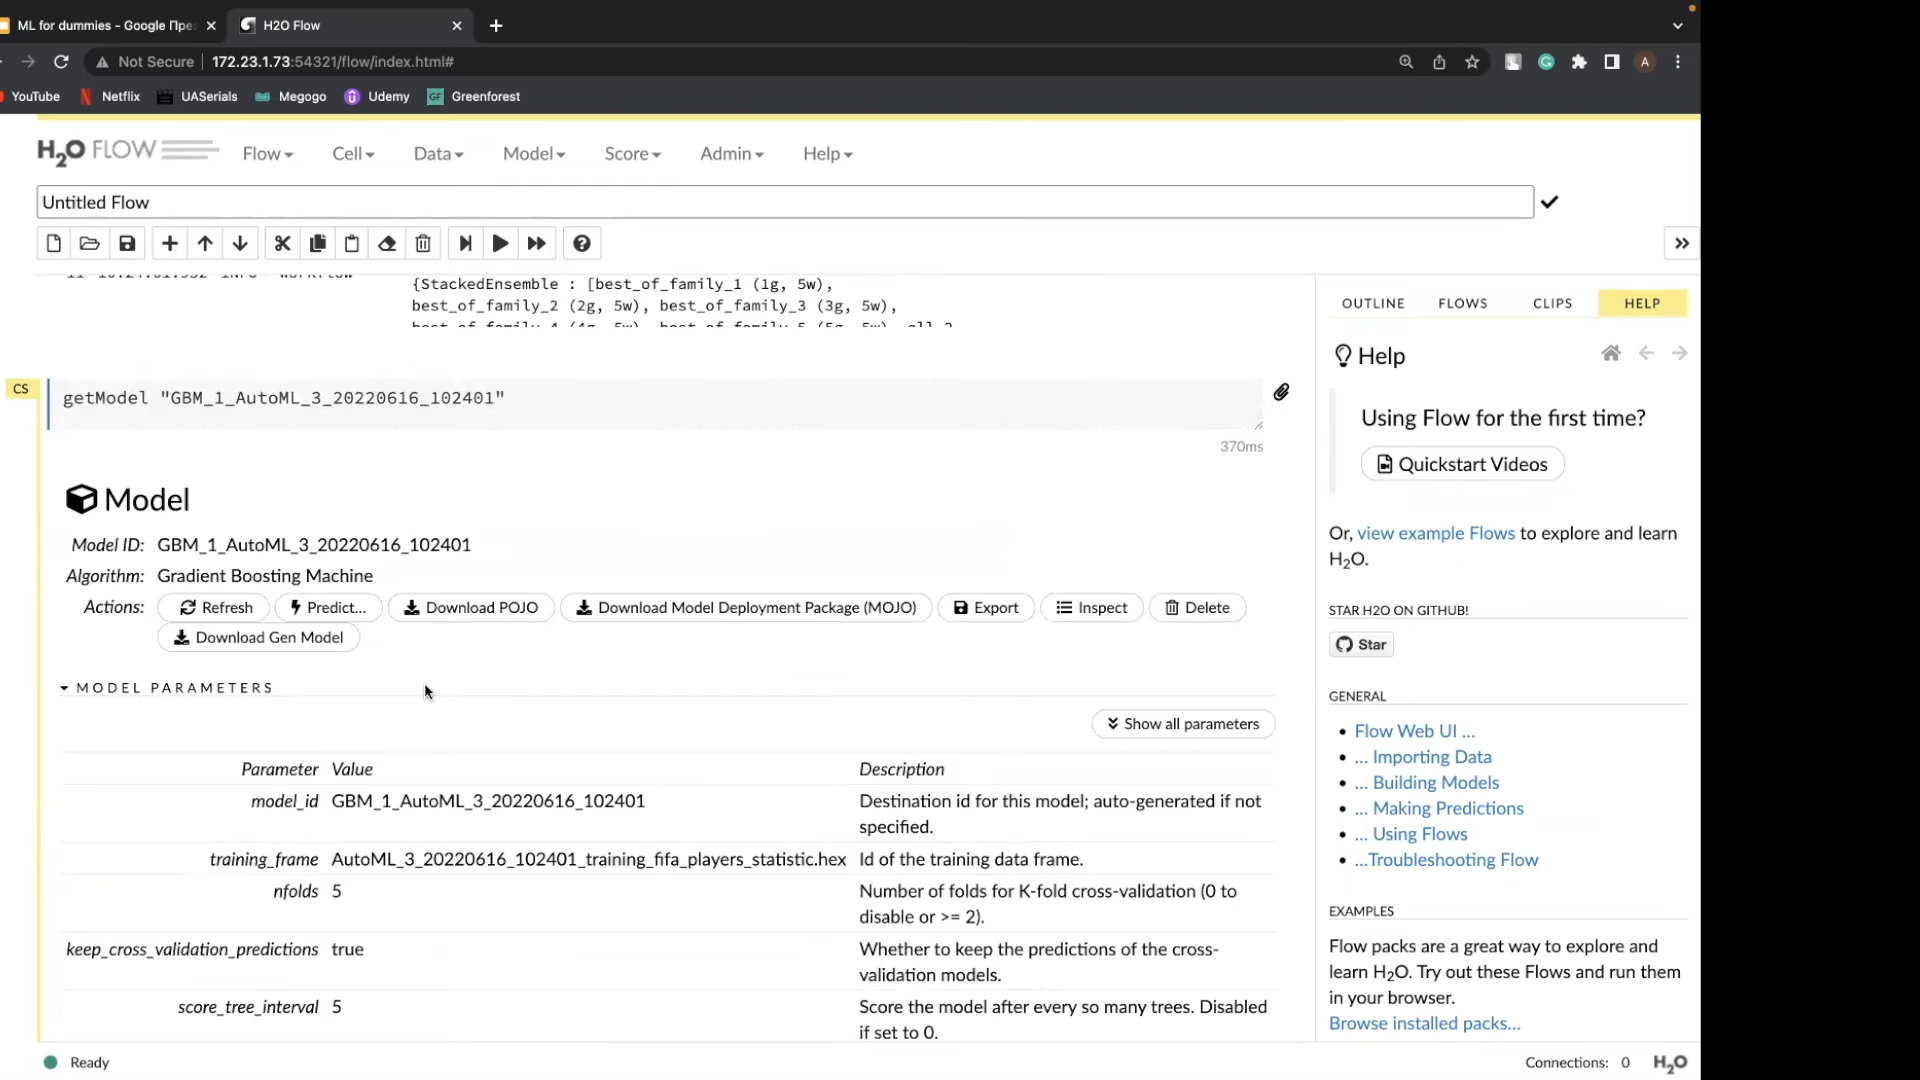 ML for dummies - Google Пре
H2O Flow
Not Secure 172.23.1.73:54321/flow/index.html#
A
YouTube Netflix UASerials Megogo Udemy GF Greenforest
H2O FLOW Flow Cell Data Model Score Admin Help
Untitled Flow
{StackedEnsemble : [best_of_family_1 (1g, 5w),
best_of_family_2 (2g, 5w), best_of_family_3 (3g, 5w),
CS
getModel "GBM_1_AutoML_3_20220616_102401"
370ms
Model
Model ID: GBM_1_AutoML_3_20220616_102401
Algorithm: Gradient Boosting Machine
Actions: Refresh Predict... Download POJO Download Model Deployment Package (MOJO) Export Inspect Delete
Download Gen Model
MODEL PARAMETERS
Show all parameters
Parameter Value Description
model_id GBM_1_AutoML_3_20220616_102401 Destination id for this model; auto-generated if not
specified.
training_frame AutoML_3_20220616_102401_training_fifa_players_statistic.hex Id of the training data frame.
nfolds 5 Number of folds for K-fold cross-validation (0 to
disable or >= 2).
keep_cross_validation_predictions true Whether to keep the predictions of the cross-
validation models.
score_tree_interval 5 Score the model after every so many trees. Disabled
if set to 0.
OUTLINE FLOWS CLIPS HELP
Help
Using Flow for the first time?
Quickstart Videos
Or, view example Flows to explore and learn
H2O.
STAR H2O ON GITHUB!
Star
GENERAL
Flow Web UI ...
... Importing Data
... Building Models
... Making Predictions
... Using Flows
...Troubleshooting Flow
EXAMPLES
Flow packs are a great way to explore and
learn H2O. Try out these Flows and run them
in your browser.
Browse installed packs...
Ready
Connections: 0 H2O